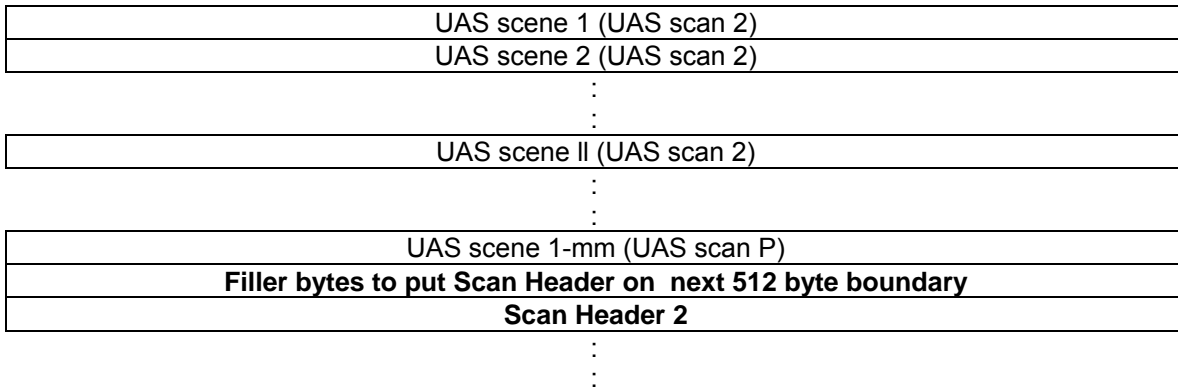 UAS scene 1 (UAS scan 2)
UAS scene 2 (UAS scan 2)
:
:
UAS scene ll (UAS scan 2)
:
:
UAS scene 1-mm (UAS scan P)
Filler bytes to put Scan Header on next 512 byte boundary
Scan Header 2
:
: